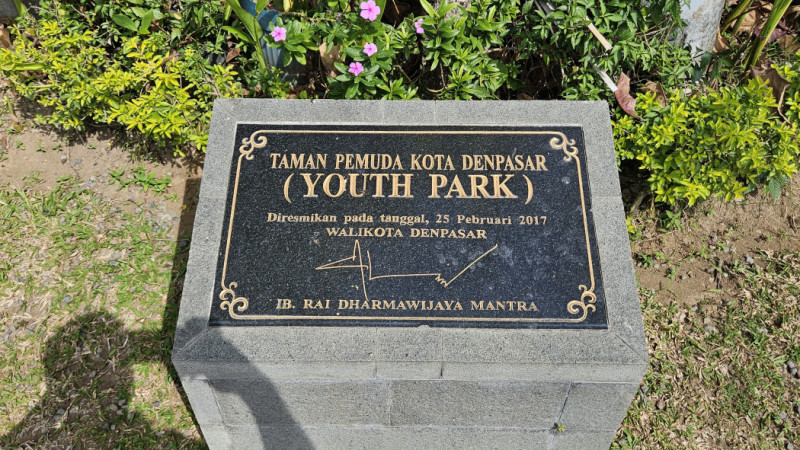 TAMAN PEMUDA KOTA DENPASAR
( YOUTH PARK )
Diresmikan pada tanggal, 25 Pebruari 2017
WALIKOTA DENPASAR
IB. RAI DHARMAWIJAYA MANTRA